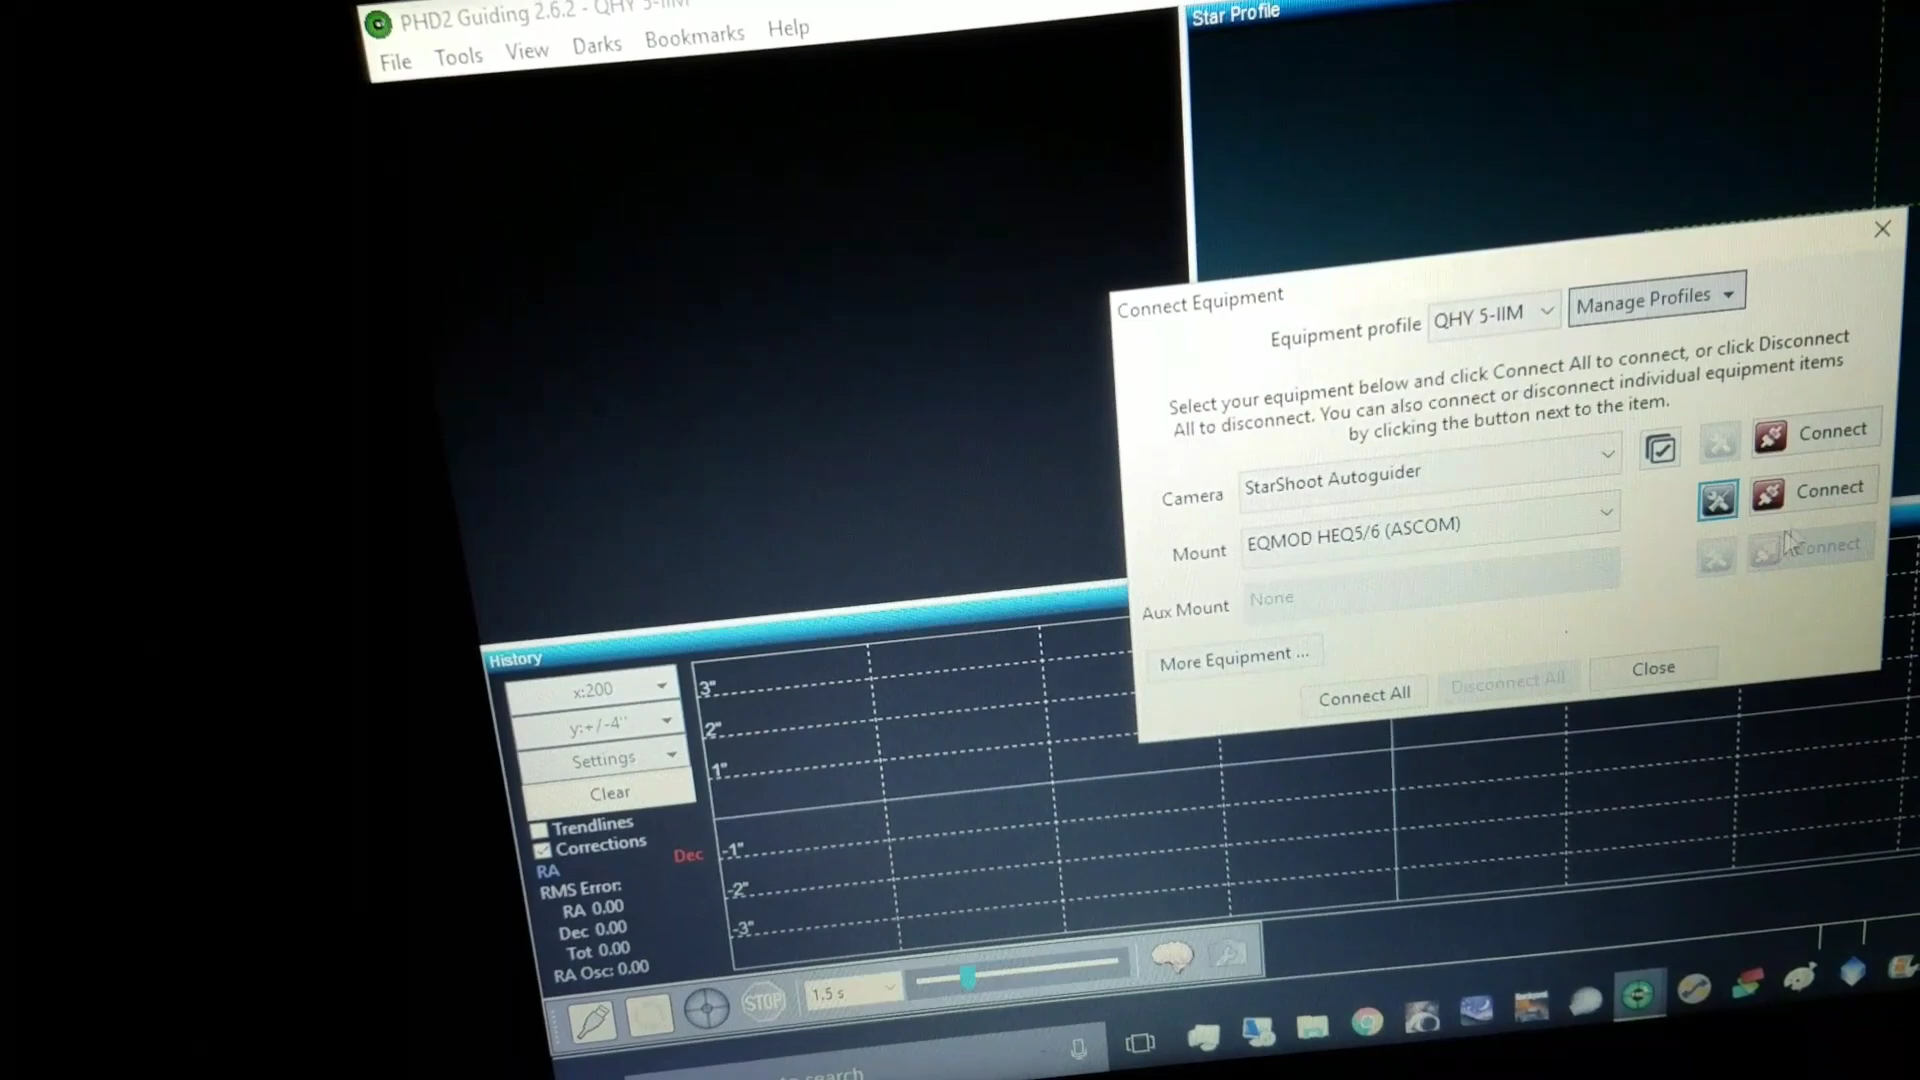 PHD2 Guiding 2.6.2 - QHY 5-IIM
File Tools View Darks Bookmarks Help
Star Profile
Connect Equipment
Equipment profile QHY 5-IIM Manage Profiles
Select your equipment below and click Connect All to connect, or click Disconnect
All to disconnect. You can also connect or disconnect individual equipment items
by clicking the button next to the item.
Camera StarShoot Autoguider Connect
Mount EQMOD HEQ5/6 (ASCOM) Connect
Aux Mount None Connect
More Equipment ...
Connect All Disconnect All Close
History
x:200
y:+/-4"
Settings
Clear
Trendlines
Corrections
RA Dec
RMS Error:
RA 0.00
Dec 0.00
Tot 0.00
RA Osc: 0.00
3"
2"
1"
-1"
-2"
-3"
STOP 1.5 s
search